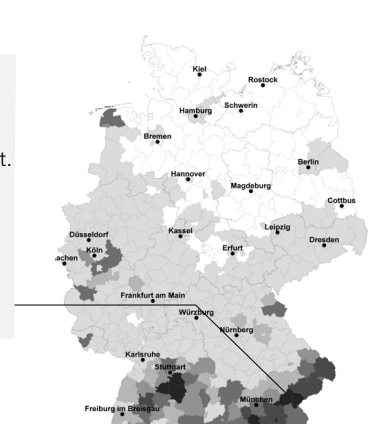 Kiel
Rostock
Schwerin
Hamburg
Bremen
t.
Berlin
Hannover
Magdeburg
Cottbus
Leipzig
Düsseldorf
Kassel
Dresden
Köln
Erfurt
achen
Frankfurt am Main
Würzburg
Nürnberg
Karlsruhe
Stuttgart
München
Freiburg im Breisgau